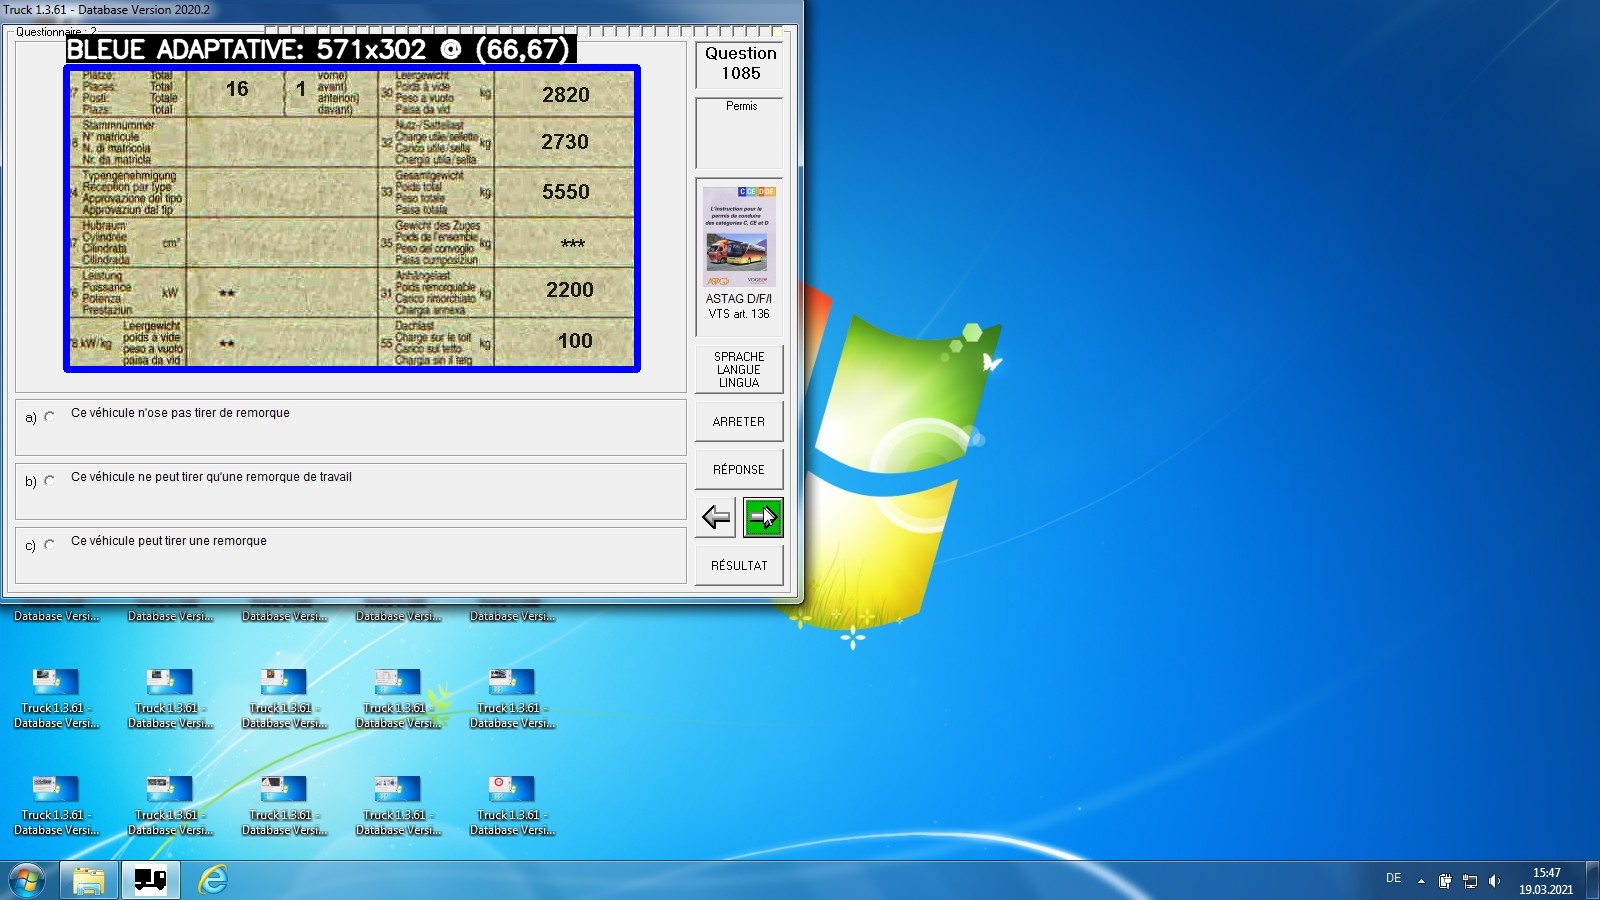 Truck 1.3.61 - Database Version 2020.2
Questionnaire : 2
BLEUE ADAPTATIVE: 571x302 @ (66,67)
Plätze: Total
Places: Total
Posti: Totale
Plazs: Total
16
1
vorne)
avant)
anteriori)
davant)
30
Leergewicht
Poids à vide
Peso a vuoto
Paisa da vid
kg
2820
Stammnummer
N° matricule
N. di matricola
Nr. da matricla
32
Nutz-/Sattellast
Charge utile/sellette
Carico utile/sella
Chargia utila/sella
kg
2730
Typengenehmigung
Réception par type
Approvazione del tipo
Approvaziun dal tip
33
Gesamtgewicht
Poids total
Peso totale
Paisa totala
kg
5550
Hubraum
Cylindrée
Cilindrata
Cilindrada
cm³
35
Gewicht des Zuges
Poids de l'ensemble
Peso del convoglio
Paisa cumposiziun
kg
***
Leistung
Puissance
Potenza
Prestaziun
kW
**
31
Anhängelast
Poids remorquable
Carico rimorchiato
Chargia annexa
kg
2200
kW/kg
Leergewicht
poids à vide
peso a vuoto
paisa da vid
**
55
Dachlast
Charge sur le toit
Carico sul tetto
Chargia sin il tetg
kg
100
a) Ce véhicule n'ose pas tirer de remorque
b) Ce véhicule ne peut tirer qu'une remorque de travail
c) Ce véhicule peut tirer une remorque
Question
1085
Permis
C CE D DE
L'instruction pour le
permis de conduire
des catégories C, CE et D
ASTAG D/F/I
VTS art. 136
SPRACHE
LANGUE
LINGUA
ARRETER
RÉPONSE
RÉSULTAT
Database Versi...
Database Versi...
Database Versi...
Database Versi...
Database Versi...
Truck 1.3.61 -
Database Versi...
Truck 1.3.61 -
Database Versi...
Truck 1.3.61 -
Database Versi...
Truck 1.3.61 -
Database Versi...
Truck 1.3.61 -
Database Versi...
Truck 1.3.61 -
Database Versi...
Truck 1.3.61 -
Database Versi...
Truck 1.3.61 -
Database Versi...
Truck 1.3.61 -
Database Versi...
Truck 1.3.61 -
Database Versi...
DE
15:47
19.03.2021